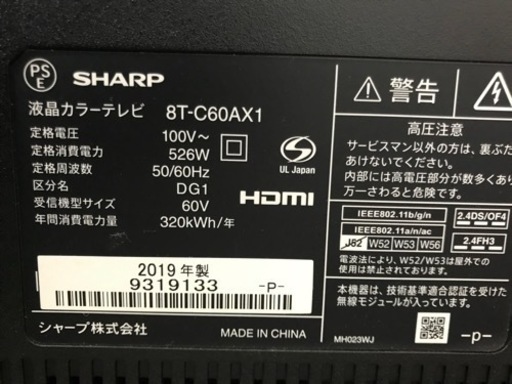 PS
E
SHARP
液晶カラーテレビ 8T-C60AX1
定格電圧 100V～
定格消費電力 526W
定格周波数 50/60Hz
区分名 DG1
受信機型サイズ 60V
年間消費電力量 320kWh/年
S
UL Japan
HDMI
2019年製
9319133 -P-
シャープ株式会社
MADE IN CHINA
警告
高圧注意
サービスマン以外の方は、裏ぶた
あけないでください。
内部には高電圧部分が数多くあ
万一さわると危険です。
IEEE802.11b/g/n
2.4DS/OF4
IEEE802.11a/n/ac
J52 W52 W53 W56
2.4FH3
電波法により、W52/W53は屋外での
使用は禁じられています。
本機器は、技術基準適合認証を受けた
無線モジュールが入っています。
MH023WJ
-p-